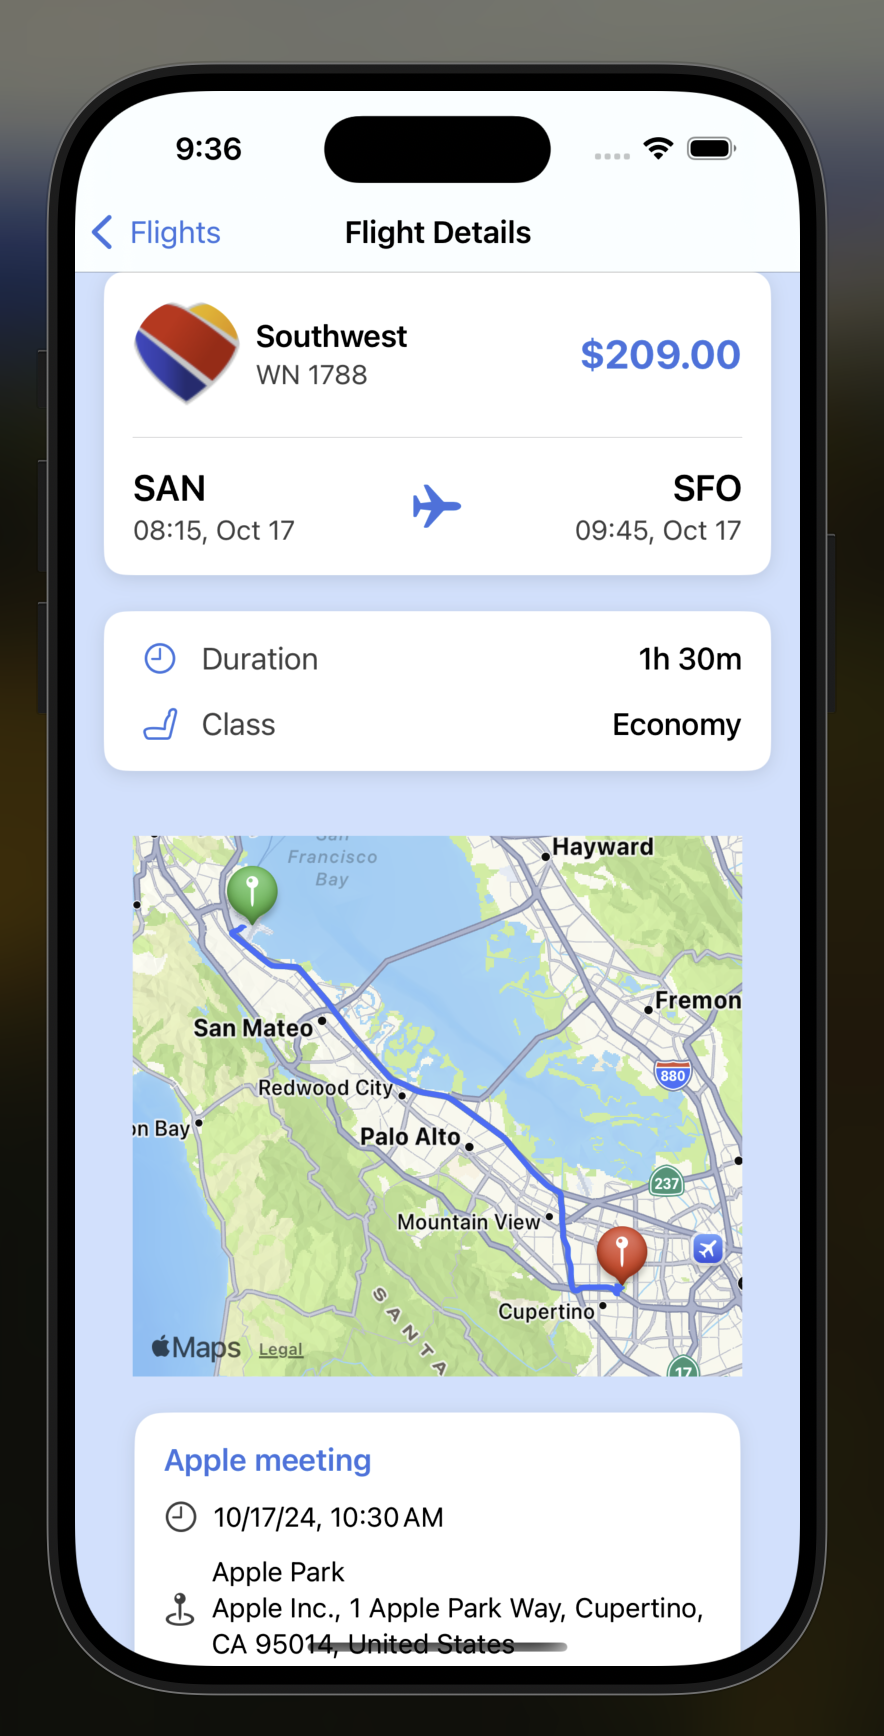 9:36
Flights
Flight Details
Southwest
WN 1788
$209.00
SAN
SFO
08:15, Oct 17
09:45, Oct 17
Duration
1h 30m
Class
Economy
San
Francisco
Bay
Hayward
Fremon
San Mateo
880
Redwood City
on Bay
Palo Alto
237
Mountain View
Cupertino
SANTA
Maps
Legal
17
Apple meeting
10/17/24, 10:30 AM
Apple Park
Apple Inc., 1 Apple Park Way, Cupertino,
CA 95014, United States